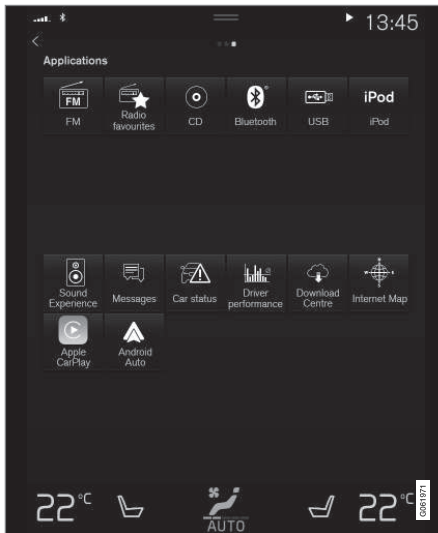 13:45
Applications
FM
iPod
FM
Radio
favourites
CD
Bluetooth
USB
iPod
Sound
Experience
Messages
Car status
Driver
performance
Download
Centre
Internet Map
Apple
CarPlay
Android
Auto
22°C
AUTO
22°C
G061971